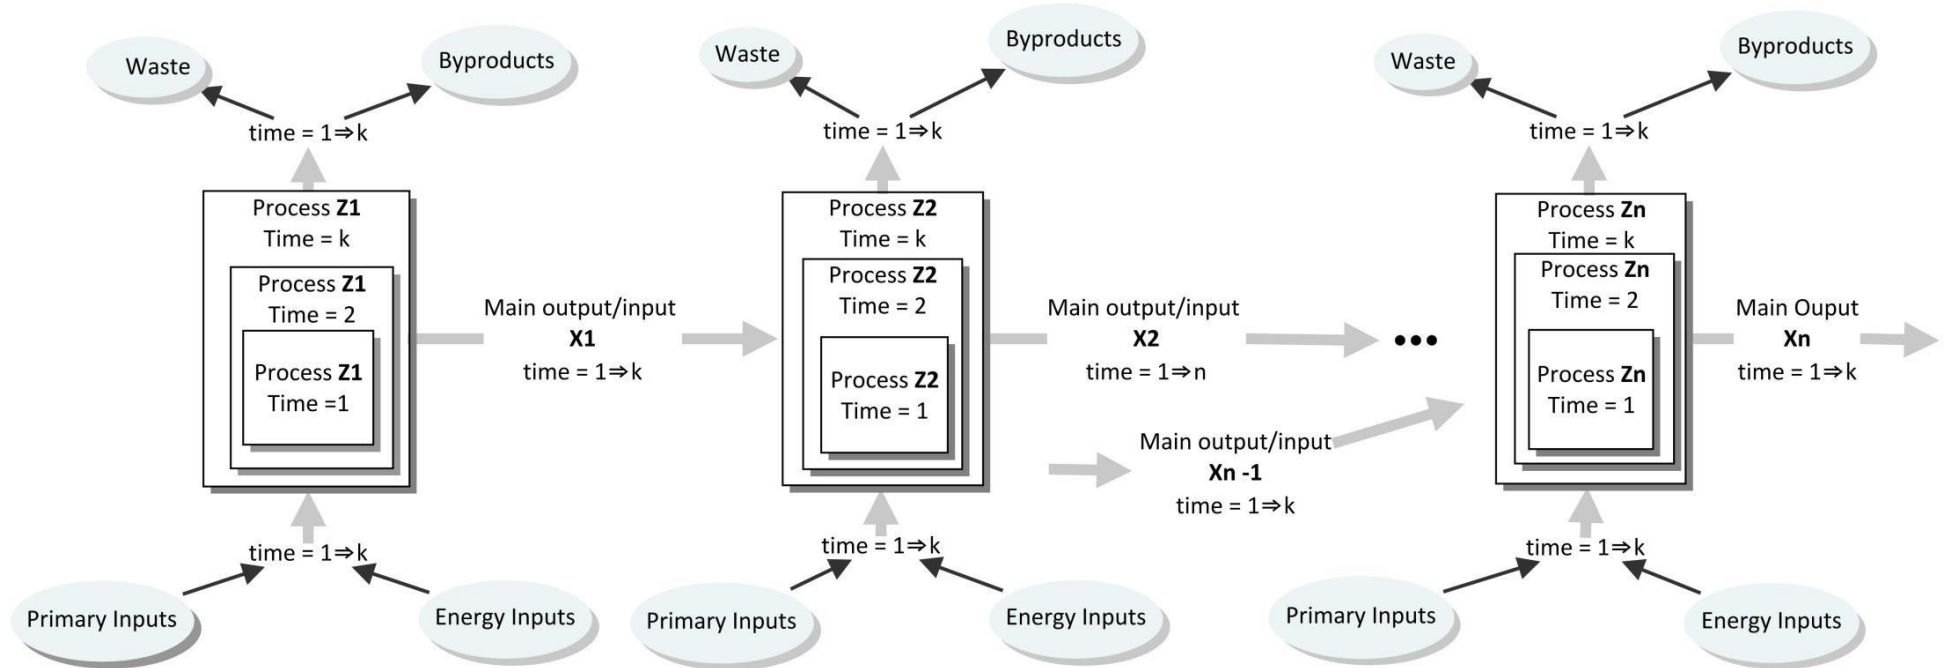 Waste
Byproducts
time = 1⇒k
Process Z1
Time = k
Process Z1
Time = 2
Process Z1
Time =1
time = 1⇒k
Primary Inputs
Energy Inputs
Main output/input
X1
time = 1⇒k
Waste
Byproducts
time = 1⇒k
Process Z2
Time = k
Process Z2
Time = 2
Process Z2
Time = 1
time = 1⇒k
Primary Inputs
Energy Inputs
Main output/input
X2
time = 1⇒n
•••
Main output/input
Xn -1
time = 1⇒k
Waste
Byproducts
time = 1⇒k
Process Zn
Time = k
Process Zn
Time = 2
Process Zn
Time = 1
time = 1⇒k
Primary Inputs
Energy Inputs
Main Ouput
Xn
time = 1⇒k